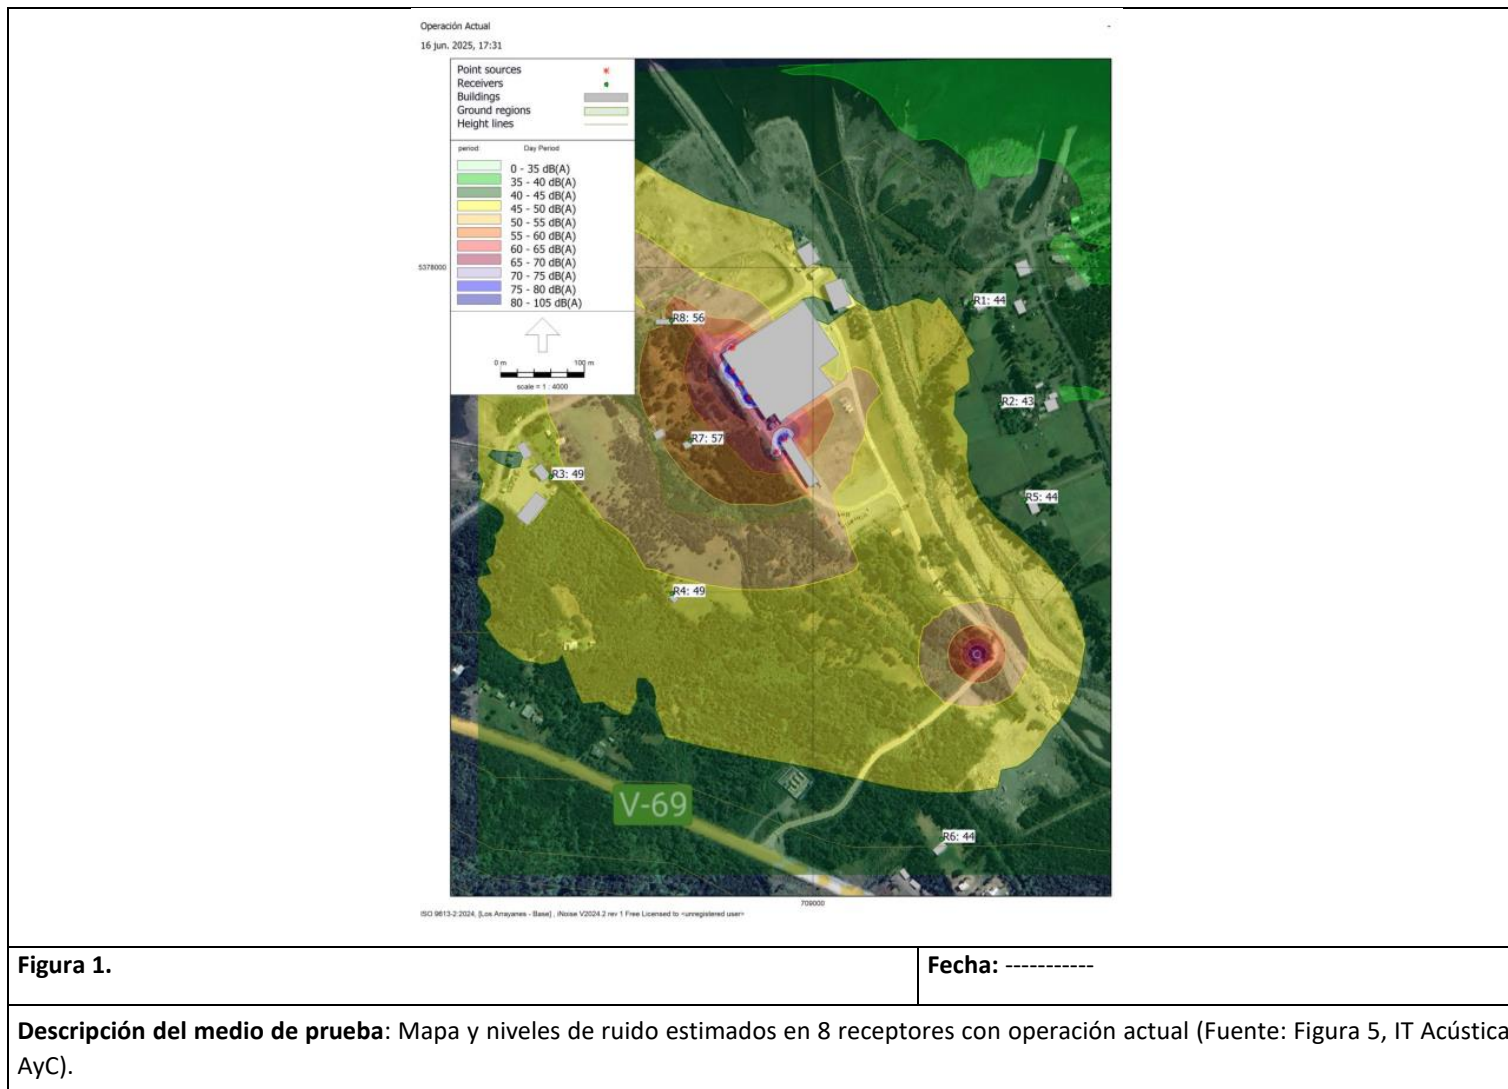 Operación Actual
-
16 jun. 2025, 17:31
Point sources
Receivers
Buildings
Ground regions
Height lines
period Day Period
0 - 35 dB(A)
35 - 40 dB(A)
40 - 45 dB(A)
45 - 50 dB(A)
50 - 55 dB(A)
55 - 60 dB(A)
60 - 65 dB(A)
65 - 70 dB(A)
70 - 75 dB(A)
75 - 80 dB(A)
80 - 105 dB(A)
0 m 100 m
scale = 1 : 4000
5378000
R1: 44
R8: 56
R2: 43
R7: 57
R3: 49
R5: 44
R4: 49
V-69
R6: 44
709000
ISO 9613-2:2024, [Los Arrayanes - Base] , iNoise V2024.2 rev 1 Free Licensed to <unregistered user>
Figura 1.
Fecha: -----------
Descripción del medio de prueba: Mapa y niveles de ruido estimados en 8 receptores con operación actual (Fuente: Figura 5, IT Acústica
AyC).